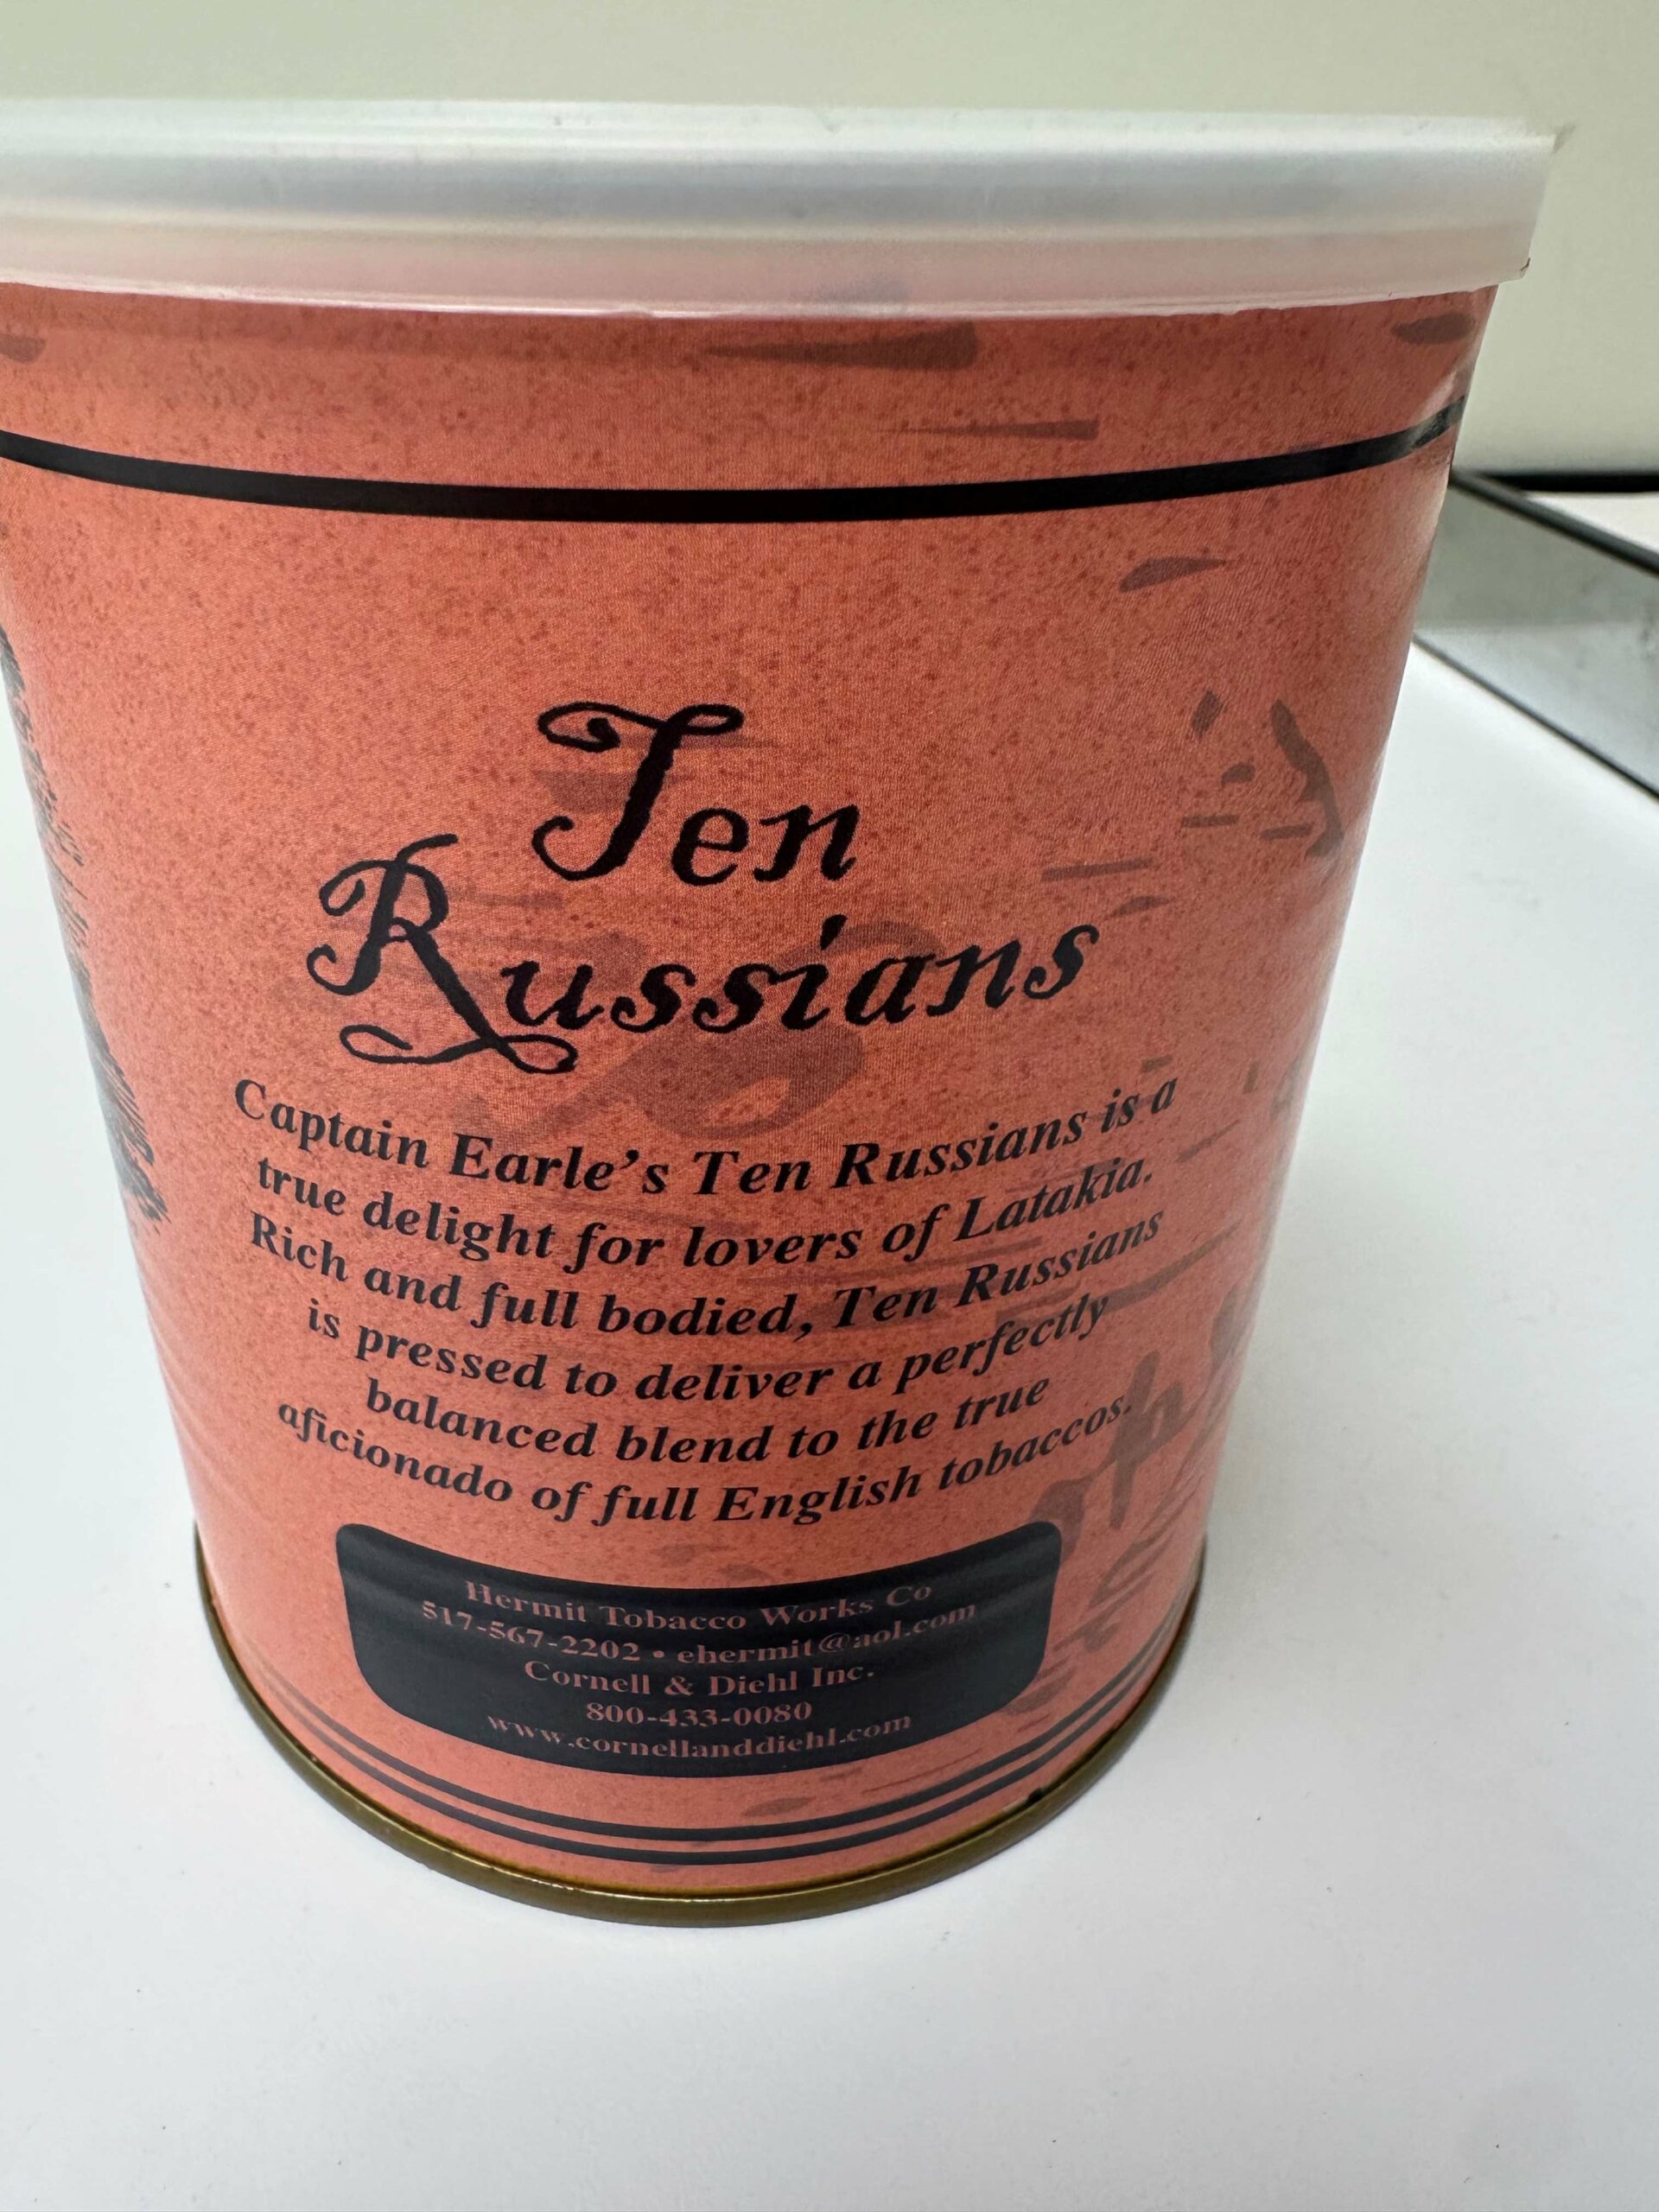 Ten
Russians
Captain Earle's Ten Russians is a
true delight for lovers of Latakia.
Rich and full bodied, Ten Russians
is pressed to deliver a perfectly
balanced blend to the true
aficionado of full English tobaccos.
Hermit Tobacco Works Co
517-567-2202 • ehermit@aol.com
Cornell & Diehl Inc.
800-433-0080
www.cornellanddiehl.com